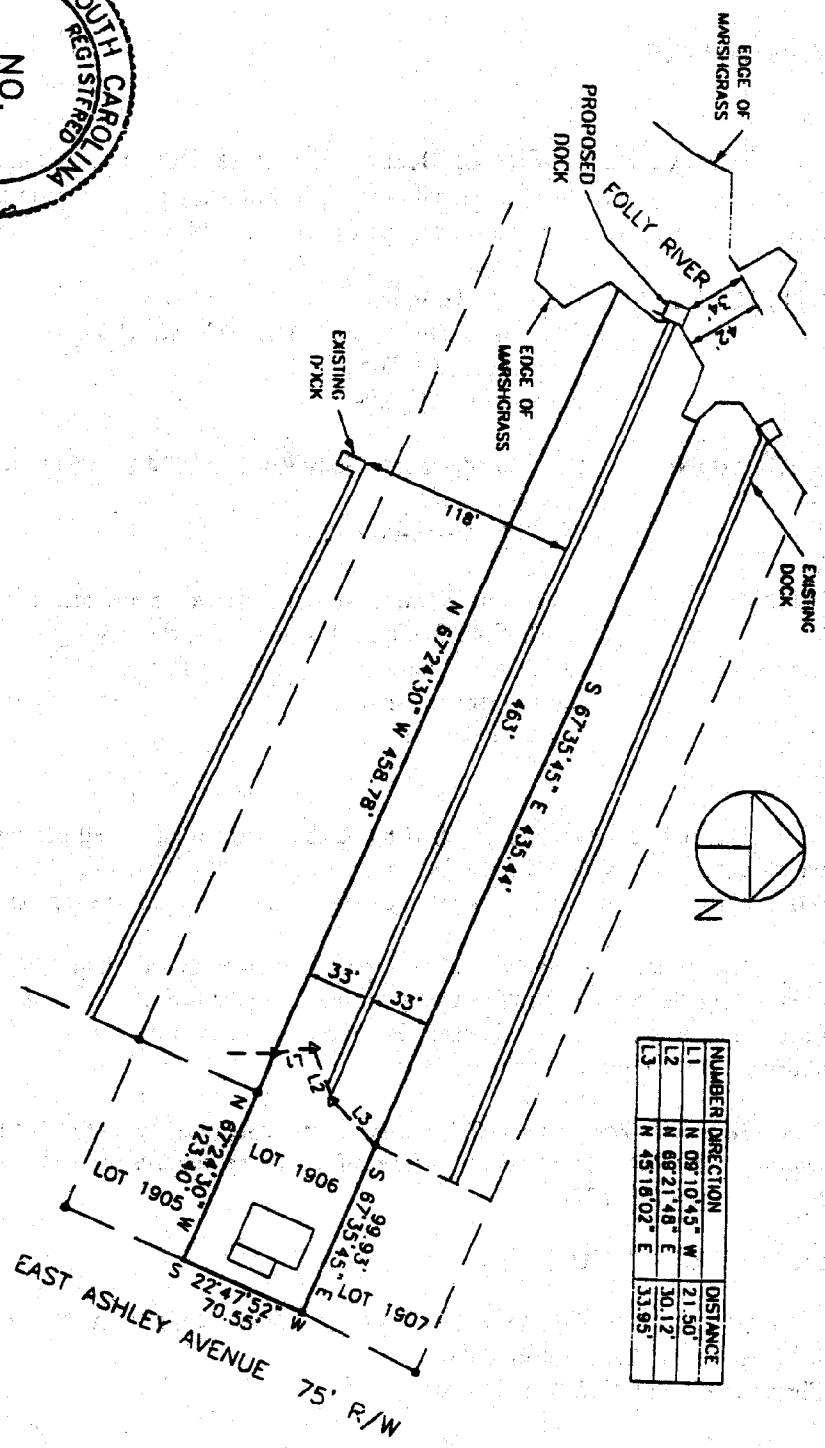 SOUTH CAROLINA
REGISTERED
NO.
EDGE OF
MARSHGRASS
PROPOSED
DOCK
FOLLY RIVER
34'
42'
EDGE OF
MARSHGRASS
EXISTING
DOCK
EXISTING
DOCK
118'
N 67°24'30" W 458.78'
463'
S 67°35'45" E 435.44'
33'
33'
N
NUMBER DIRECTION DISTANCE
L1 N 09°10'45" W 21.50'
L2 N 68°21'48" E 30.12'
L3 N 45°18'02" E 33.95'
L1
L2
L3
N 67°24'30" W
123.40'
LOT 1905
LOT 1906
99.93'
S 67°35'45" E
LOT 1907
S 22°47'52" W
70.55'
EAST ASHLEY AVENUE 75' R/W